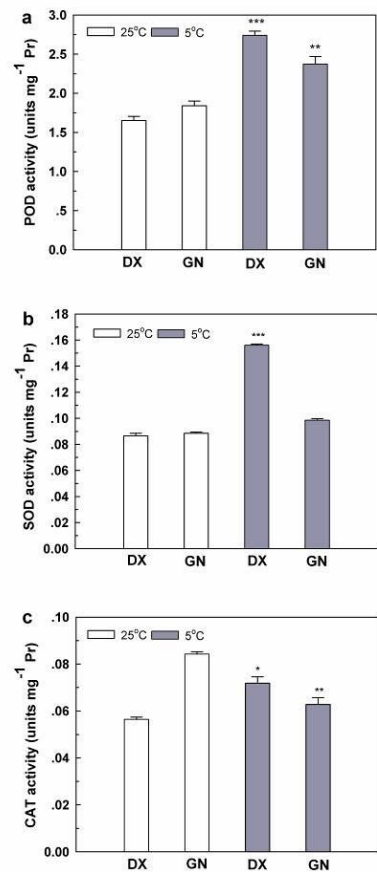 a
3.0
2.5
2.0
1.5
1.0
.5
0.0
POD activity (units mg⁻¹ Pr)
25°C 5°C
***
**
DX GN DX GN
b
.18
.16
.14
.12
.10
.08
.06
.04
.02
0.00
SOD activity (units mg⁻¹ Pr)
25°C 5°C
***
DX GN DX GN
c
.10
.08
.06
.04
.02
0.00
CAT activity (units mg⁻¹ Pr)
25°C 5°C
*
**
DX GN DX GN